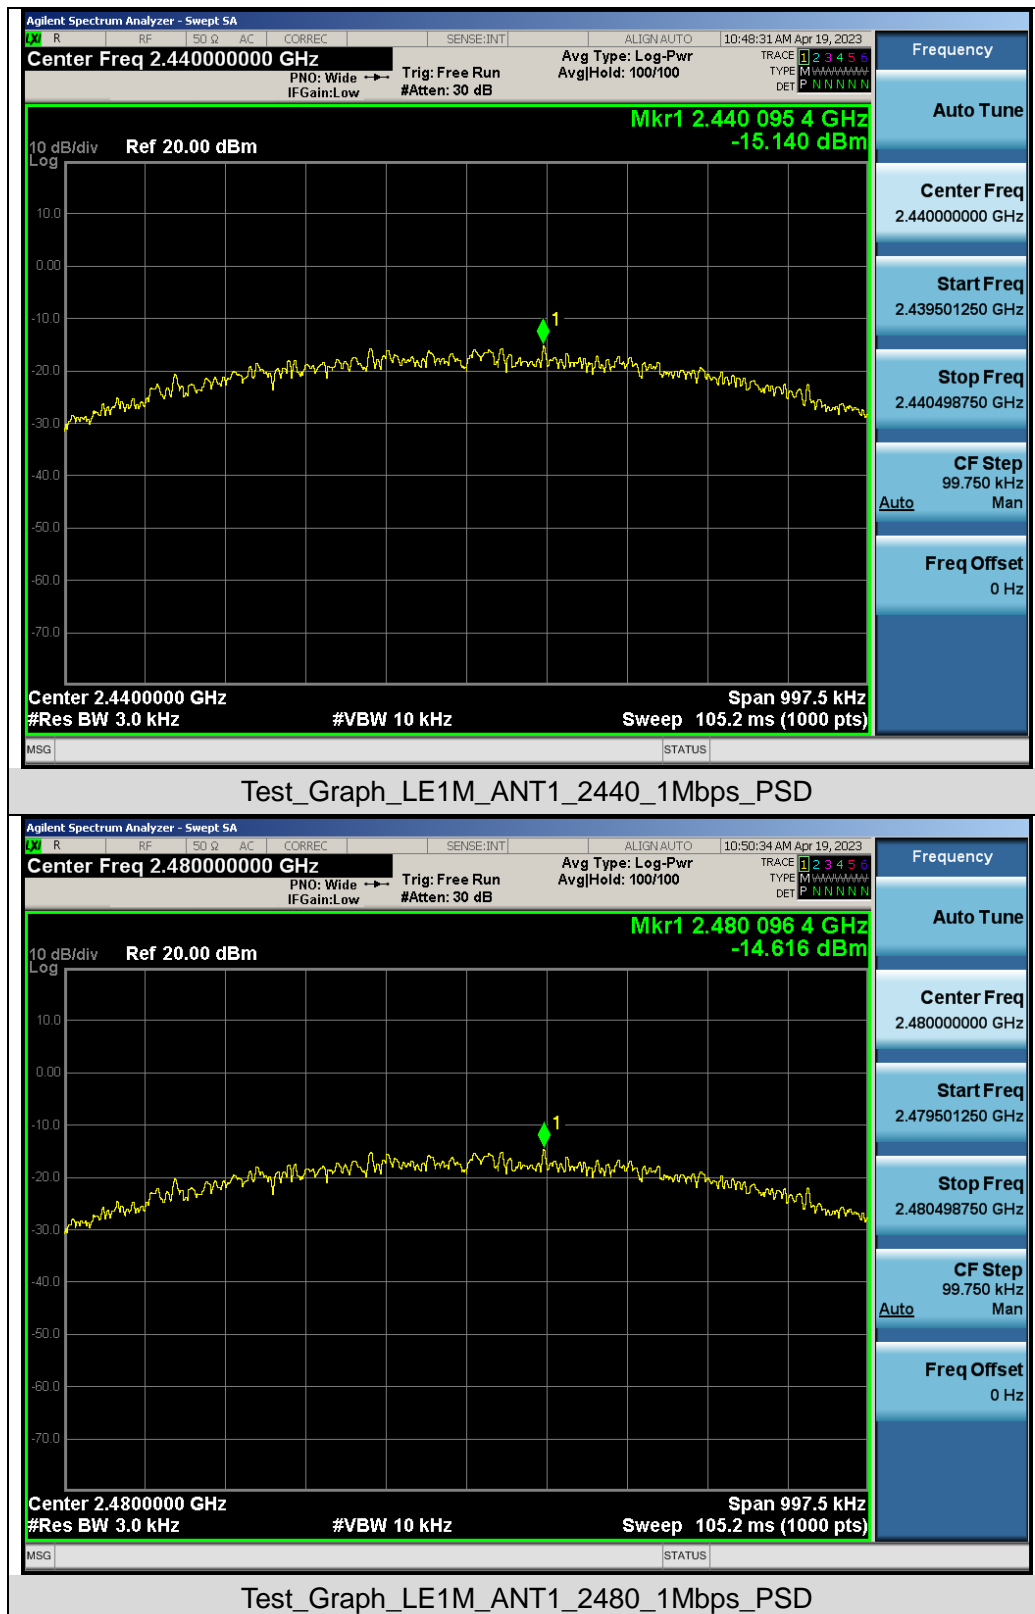 Agilent Spectrum Analyzer - Swept SA
LXI R RF 50 Ω AC CORREC SENSE:INT ALIGN AUTO 10:48:31 AM Apr 19, 2023
Center Freq 2.440000000 GHz
PNO: Wide
IFGain:Low
Trig: Free Run
#Atten: 30 dB
Avg Type: Log-Pwr
Avg|Hold: 100/100
TRACE 1 2 3 4 5 6
TYPE M W W W W W
DET P N N N N N
Mkr1 2.440 095 4 GHz
-15.140 dBm
10 dB/div Ref 20.00 dBm
Log
10.0
0.00
-10.0
1
-20.0
-30.0
-40.0
-50.0
-60.0
-70.0
Center 2.4400000 GHz Span 997.5 kHz
#Res BW 3.0 kHz #VBW 10 kHz Sweep 105.2 ms (1000 pts)
MSG STATUS
Frequency
Auto Tune
Center Freq
2.440000000 GHz
Start Freq
2.439501250 GHz
Stop Freq
2.440498750 GHz
CF Step
99.750 kHz
Auto Man
Freq Offset
0 Hz
Test_Graph_LE1M_ANT1_2440_1Mbps_PSD
Agilent Spectrum Analyzer - Swept SA
LXI R RF 50 Ω AC CORREC SENSE:INT ALIGN AUTO 10:50:34 AM Apr 19, 2023
Center Freq 2.480000000 GHz
PNO: Wide
IFGain:Low
Trig: Free Run
#Atten: 30 dB
Avg Type: Log-Pwr
Avg|Hold: 100/100
TRACE 1 2 3 4 5 6
TYPE M W W W W W
DET P N N N N N
Mkr1 2.480 096 4 GHz
-14.616 dBm
10 dB/div Ref 20.00 dBm
Log
10.0
0.00
-10.0
1
-20.0
-30.0
-40.0
-50.0
-60.0
-70.0
Center 2.4800000 GHz Span 997.5 kHz
#Res BW 3.0 kHz #VBW 10 kHz Sweep 105.2 ms (1000 pts)
MSG STATUS
Frequency
Auto Tune
Center Freq
2.480000000 GHz
Start Freq
2.479501250 GHz
Stop Freq
2.480498750 GHz
CF Step
99.750 kHz
Auto Man
Freq Offset
0 Hz
Test_Graph_LE1M_ANT1_2480_1Mbps_PSD